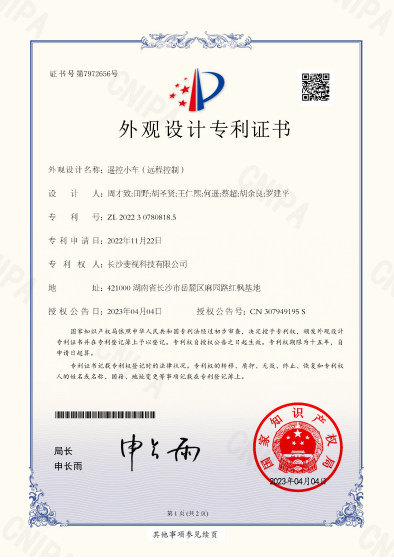 证书号第7972656号
外观设计专利证书
外观设计名称：遥控小车（远程控制）
设 计 人：周才致;田野;胡圣贤;王仁熙;何遥;蔡超;胡余良;罗建平
专 利 号：ZL 2022 3 0780818.5
专利申请日：2022年11月22日
专 利 权 人：长沙斐视科技有限公司
地 址：421000 湖南省长沙市岳麓区麻园路红枫基地
授权公告日：2023年04月04日 授权公告号：CN 307949195 S
国家知识产权局依照中华人民共和国专利法经过初步审查，决定授予专利权，颁发外观设计
专利证书并在专利登记簿上予以登记。专利权自授权公告之日起生效。专利权期限为十五年，自
申请日起算。
专利证书记载专利权登记时的法律状况。专利权的转移、质押、无效、终止、恢复和专利权
人的姓名或名称、国籍、地址变更等事项记载在专利登记簿上。
局长
申长雨
申长雨
国家知识产权局
2023年04月04日
第 1 页 (共 2 页)
其他事项参见续页
CNIPA